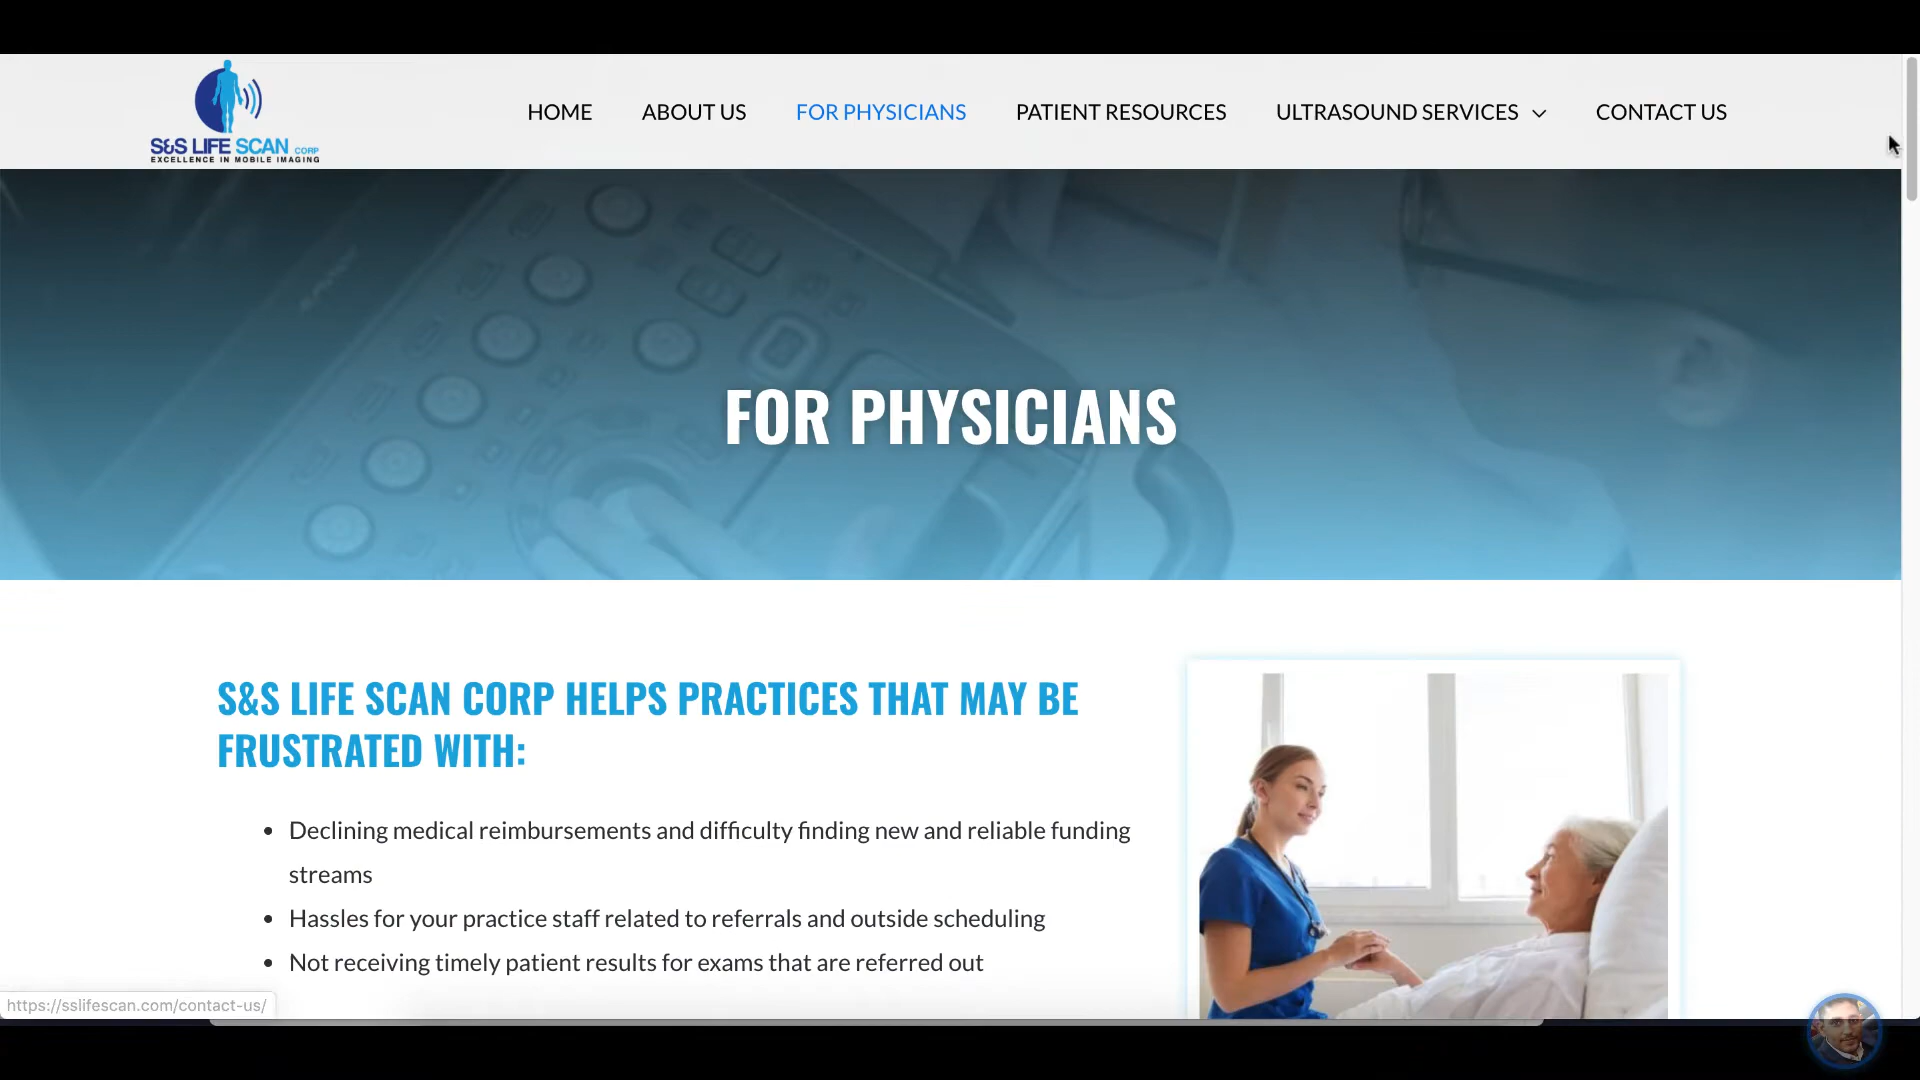 S&S LIFE SCAN CORP
EXCELLENCE IN MOBILE IMAGING
HOME
ABOUT US
FOR PHYSICIANS
PATIENT RESOURCES
ULTRASOUND SERVICES
CONTACT US
FOR PHYSICIANS
S&S LIFE SCAN CORP HELPS PRACTICES THAT MAY BE
FRUSTRATED WITH:
• Declining medical reimbursements and difficulty finding new and reliable funding
streams
• Hassles for your practice staff related to referrals and outside scheduling
• Not receiving timely patient results for exams that are referred out
https://sslifescan.com/contact-us/